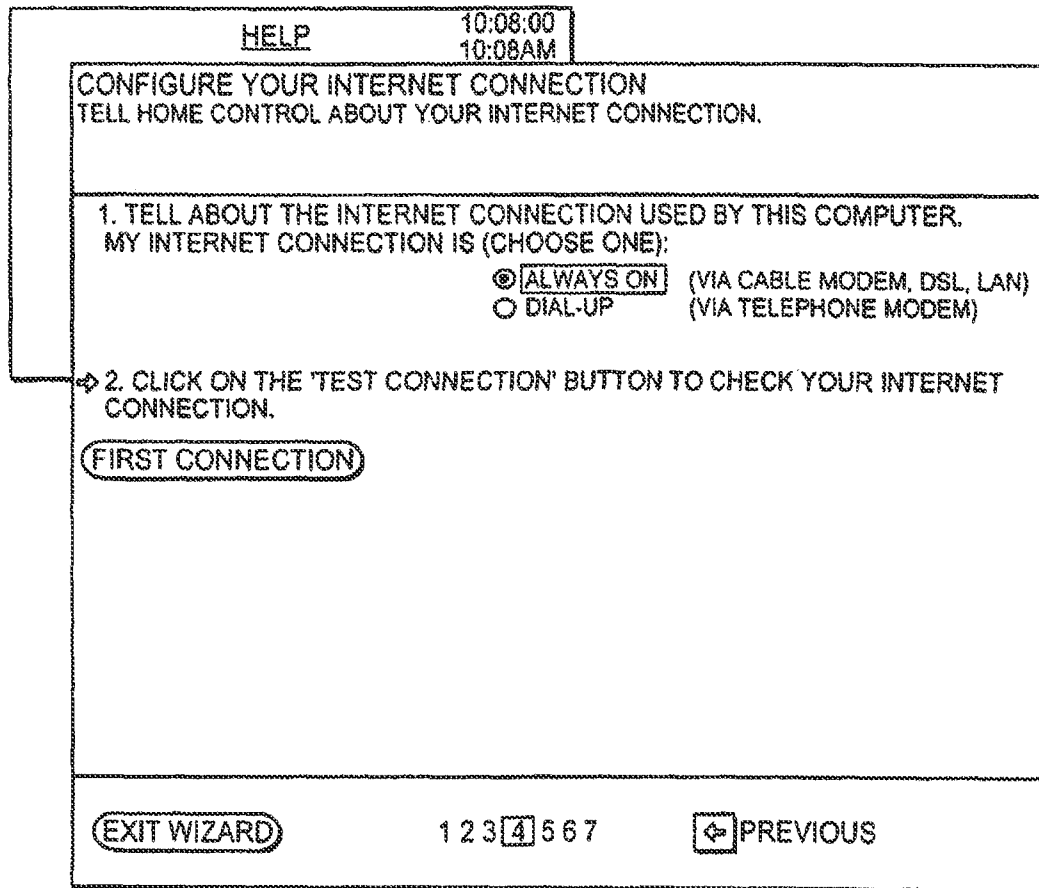 HELP
10:08:00
10:08AM
CONFIGURE YOUR INTERNET CONNECTION
TELL HOME CONTROL ABOUT YOUR INTERNET CONNECTION.
1. TELL ABOUT THE INTERNET CONNECTION USED BY THIS COMPUTER.
MY INTERNET CONNECTION IS (CHOOSE ONE):
ALWAYS ON (VIA CABLE MODEM, DSL, LAN)
DIAL-UP (VIA TELEPHONE MODEM)
2. CLICK ON THE 'TEST CONNECTION' BUTTON TO CHECK YOUR INTERNET
CONNECTION.
FIRST CONNECTION
EXIT WIZARD 1 2 3 4 5 6 7 PREVIOUS